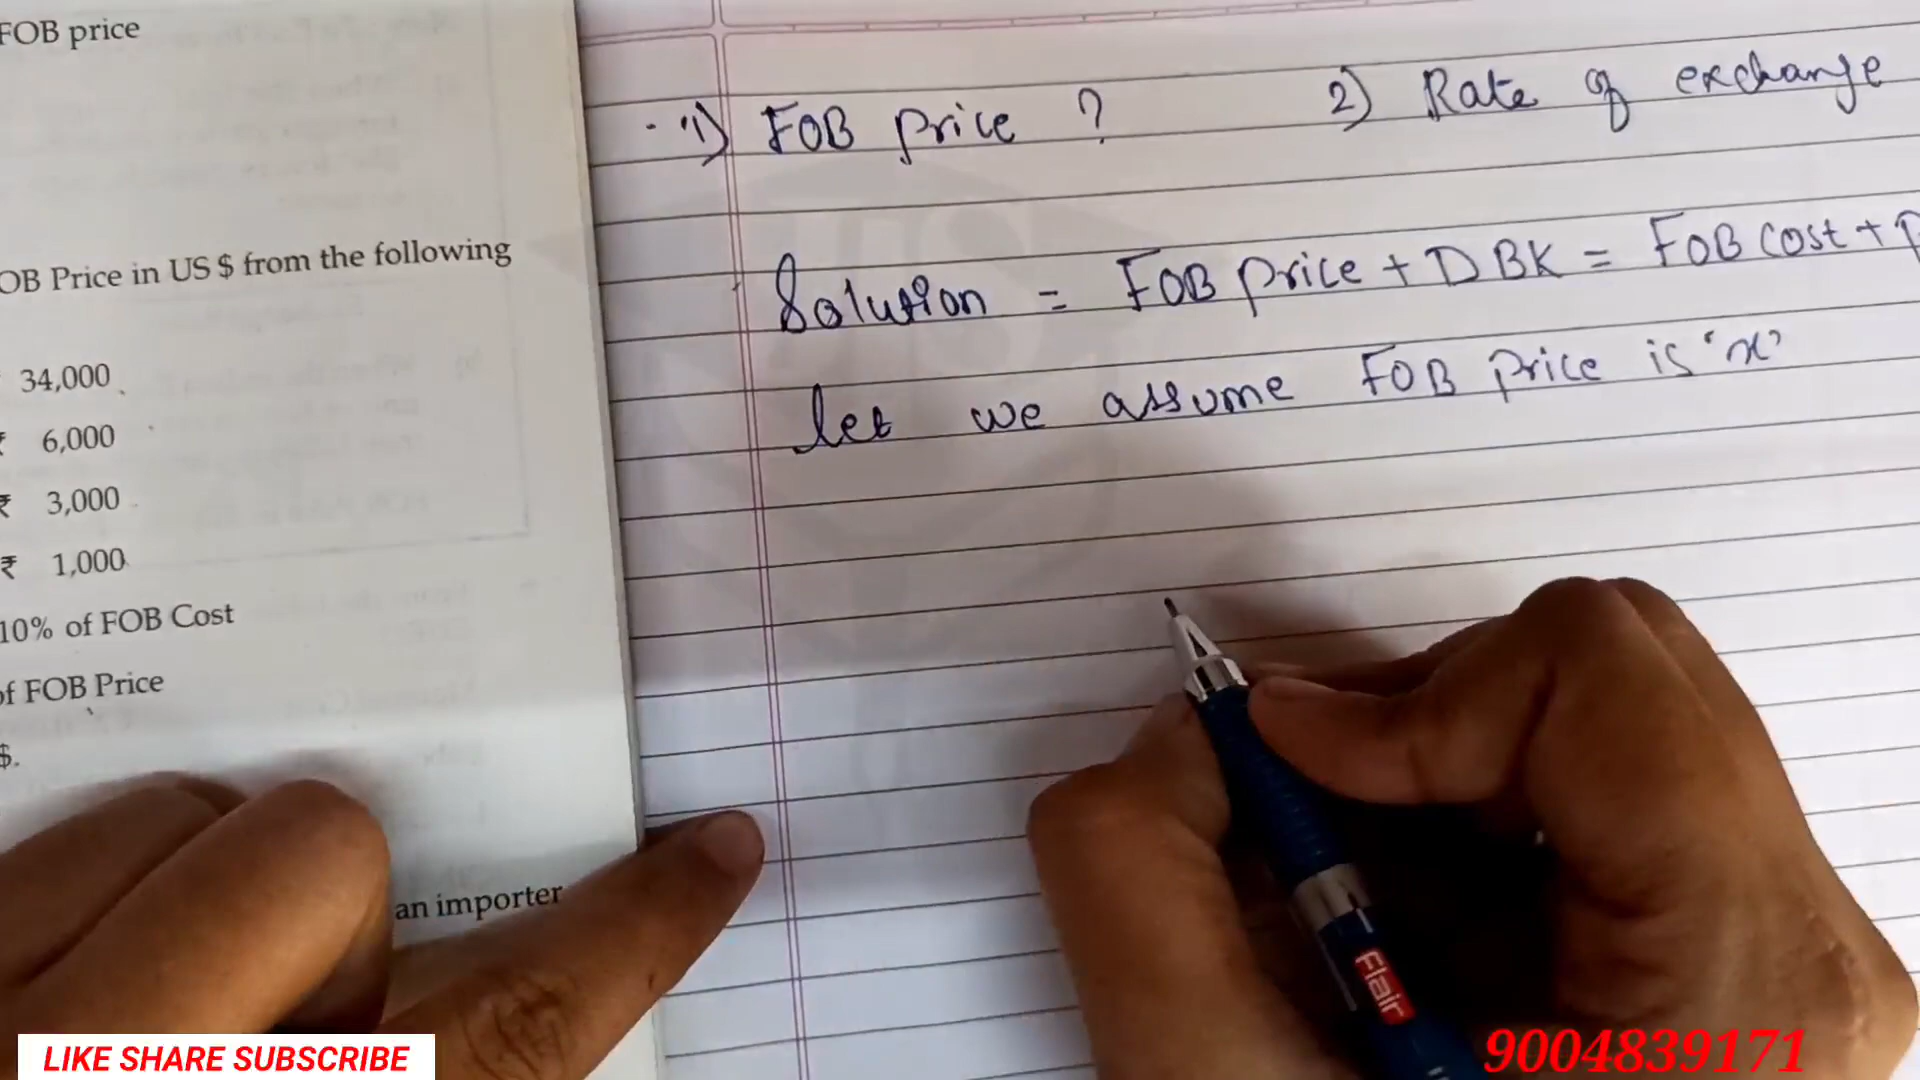 FOB price
OB Price in US $ from the following
34,000
₹ 6,000
₹ 3,000
₹ 1,000
10% of FOB Cost
of FOB Price
$.
an importer
1) FOB price ? 2) Rate of exchange
Solution = FOB price + DBK = FOB cost + P
let we assume FOB price is 'x'
Flair
LIKE SHARE SUBSCRIBE
9004839171